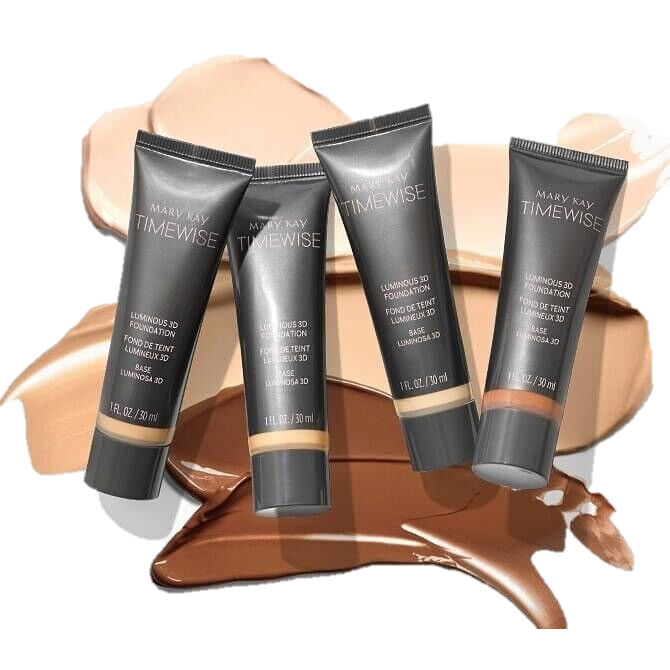 MARY KAY
TIMEWISE
LUMINOUS 3D
FOUNDATION
FOND DE TEINT
LUMINEUX 3D
BASE
LUMINOSA 3D
1 FL. OZ. / 30 ml
MARY KAY
TIMEWISE
LUMINOUS 3D
FOUNDATION
FOND DE TEINT
LUMINEUX 3D
BASE
LUMINOSA 3D
1 FL. OZ. / 30 ml
MARY KAY
TIMEWISE
LUMINOUS 3D
FOUNDATION
FOND DE TEINT
LUMINEUX 3D
BASE
LUMINOSA 3D
1 FL. OZ. / 30 ml
MARY KAY
TIMEWISE
LUMINOUS 3D
FOUNDATION
FOND DE TEINT
LUMINEUX 3D
BASE
LUMINOSA 3D
1 FL. OZ. / 30 ml